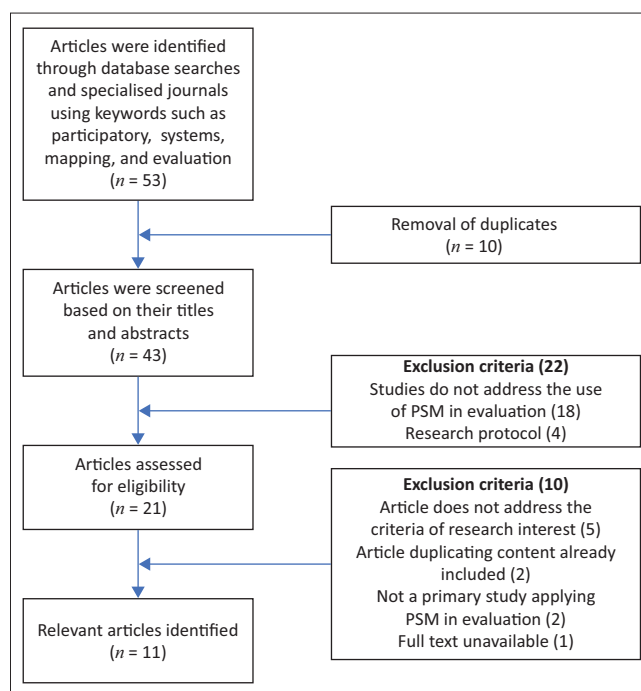 Articles were identified
through database searches
and specialised journals
using keywords such as
participatory, systems,
mapping, and evaluation
(n = 53)
Removal of duplicates
(n = 10)
Articles were screened
based on their titles
and abstracts
(n = 43)
Exclusion criteria (22)
Studies do not address the use
of PSM in evaluation (18)
Research protocol (4)
Articles assessed
for eligibility
(n = 21)
Exclusion criteria (10)
Article does not address the
criteria of research interest (5)
Article duplicating content already
included (2)
Not a primary study applying
PSM in evaluation (2)
Full text unavailable (1)
Relevant articles identified
(n = 11)